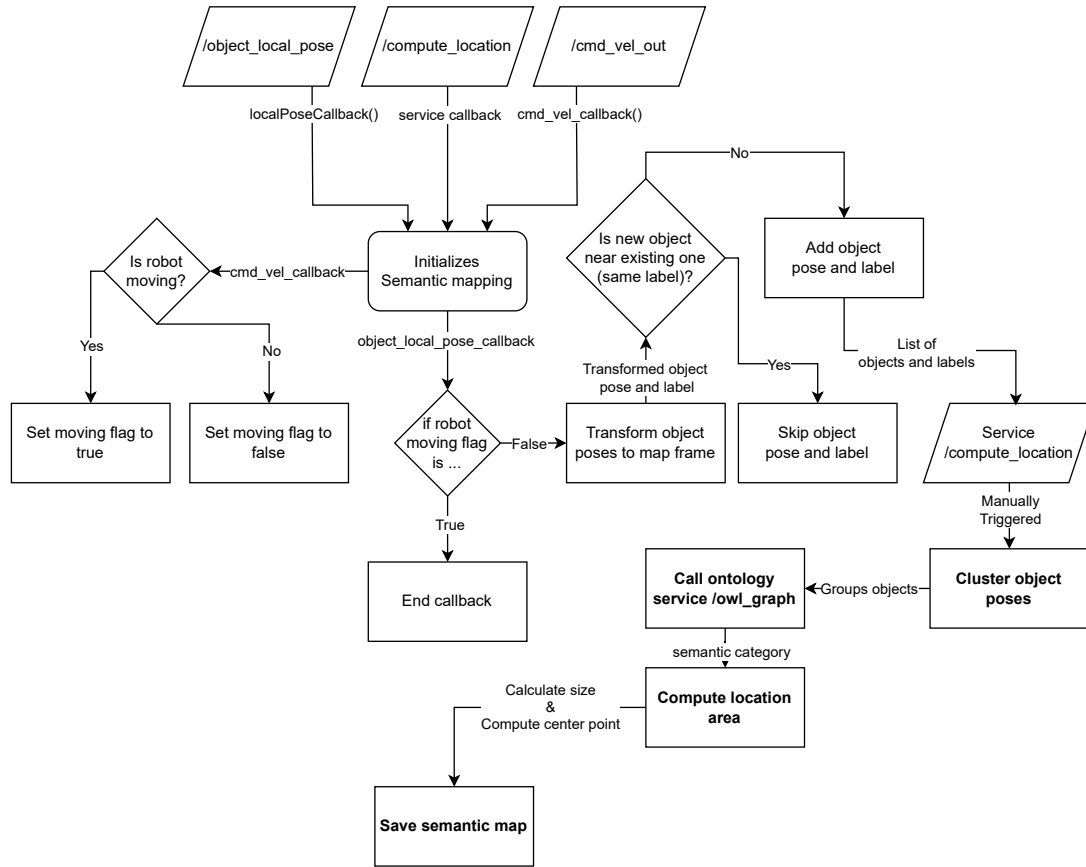 /object_local_pose
/compute_location
/cmd_vel_out
localPoseCallback()
service callback
cmd_vel_callback()
No
Is new object
near existing one
(same label)?
Add object
pose and label
Is robot
moving?
cmd_vel_callback
Initializes
Semantic mapping
Yes
No
object_local_pose_callback
Transformed object
pose and label
Yes
List of
objects and labels
Set moving flag to
true
Set moving flag to
false
if robot
moving flag
is ...
False
Transform object
poses to map frame
Skip object
pose and label
Service
/compute_location
True
Manually
Triggered
End callback
Call ontology
service /owl_graph
Groups objects
Cluster object
poses
semantic category
Calculate size
&
Compute center point
Compute location
area
Save semantic map